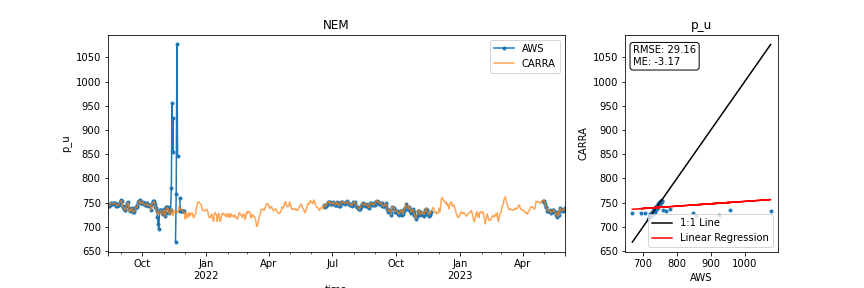 NEM
p_u
1050
1000
950
900
850
800
750
700
650
p_u
AWS
CARRA
Oct
Jan
2022
Apr
Jul
Oct
Jan
2023
Apr
time
1050
1000
950
900
850
800
750
700
650
CARRA
RMSE: 29.16
ME: -3.17
1:1 Line
Linear Regression
700
800
900
1000
AWS